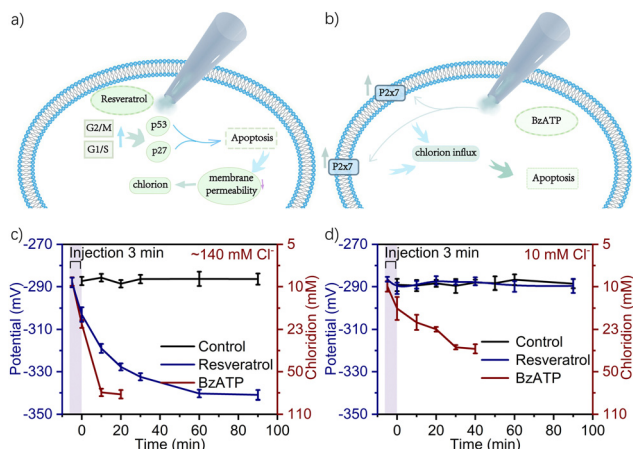 a)
Resveratrol
G2/M
G1/S
p53
p27
Apoptosis
membrane
permeability
chlorion
b)
P2x7
P2x7
BzATP
chlorion influx
Apoptosis
c)
Injection 3 min
~140 mM Cl⁻
Potential (mV)
-270
-290
-310
-330
-350
Chloridion (mM)
5
10
23
50
110
Control
Resveratrol
BzATP
0 20 40 60 80 100
Time (min)
d)
Injection 3 min
10 mM Cl⁻
Potential (mV)
-270
-290
-310
-330
-350
Chloridion (mM)
5
10
23
50
110
Control
Resveratrol
BzATP
0 20 40 60 80 100
Time (min)